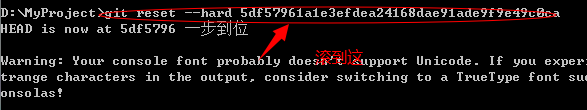 D:\MyProject>git reset --hard 5df57961a1e3efdea24168dae91ade9f9e49c0ca
HEAD is now at 5df5796 一步到位
滚到这
Warning: Your console font probably doesn't support Unicode. If you exper
trange characters in the output, consider switching to a TrueType font su
onsolas!